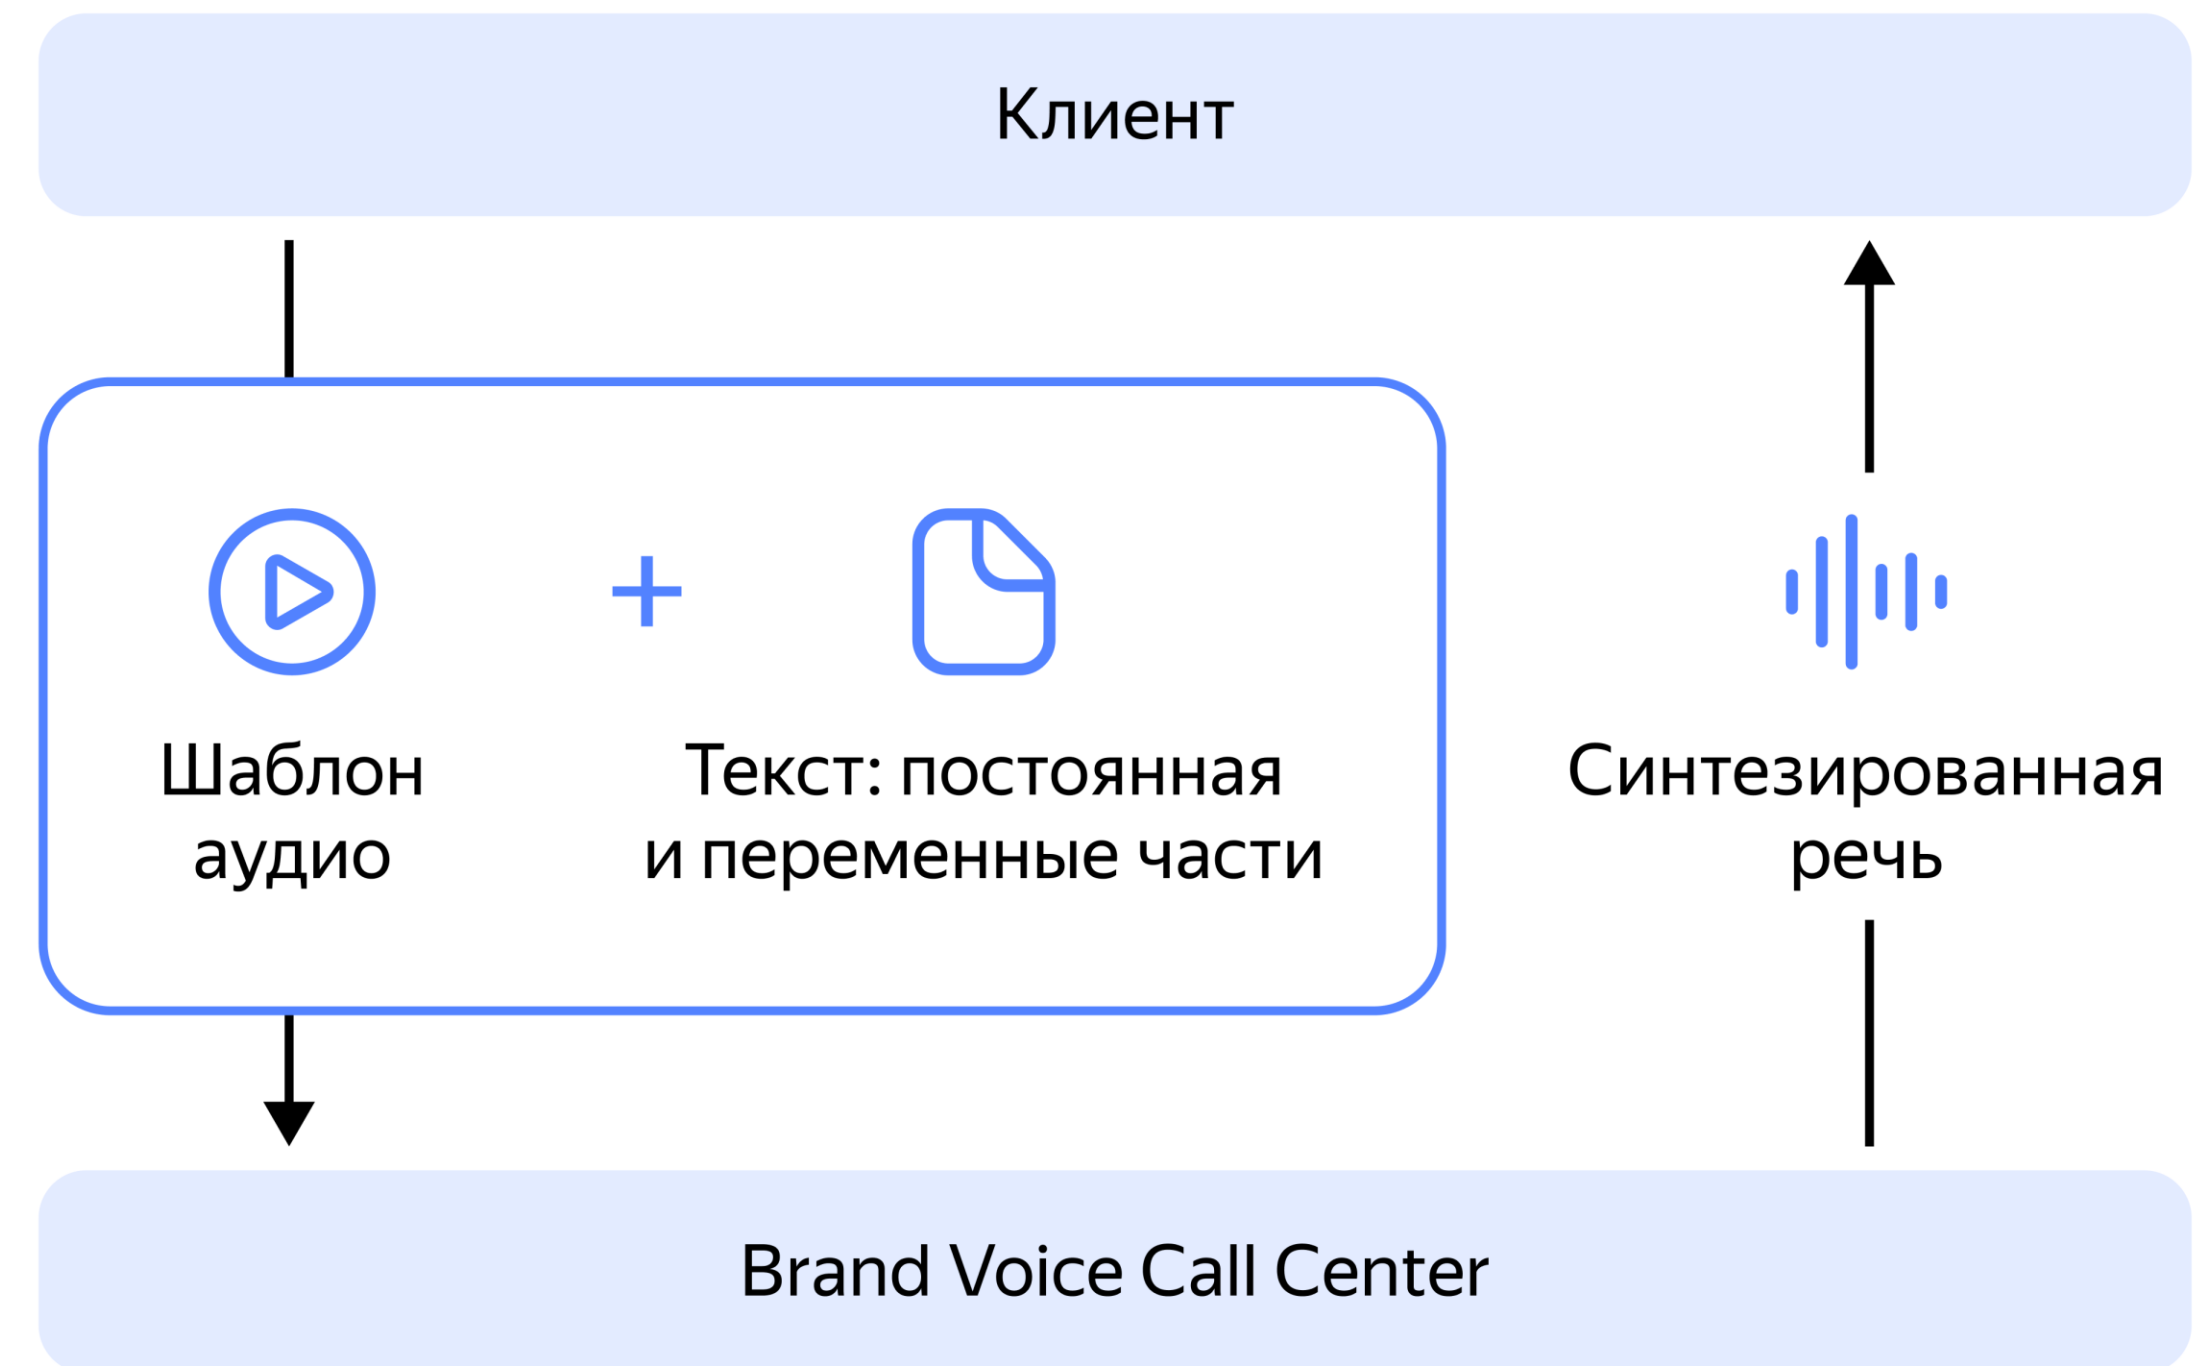 Клиент
Шаблон
аудио
Текст: постоянная
и переменные части
Синтезированная
речь
Brand Voice Call Center